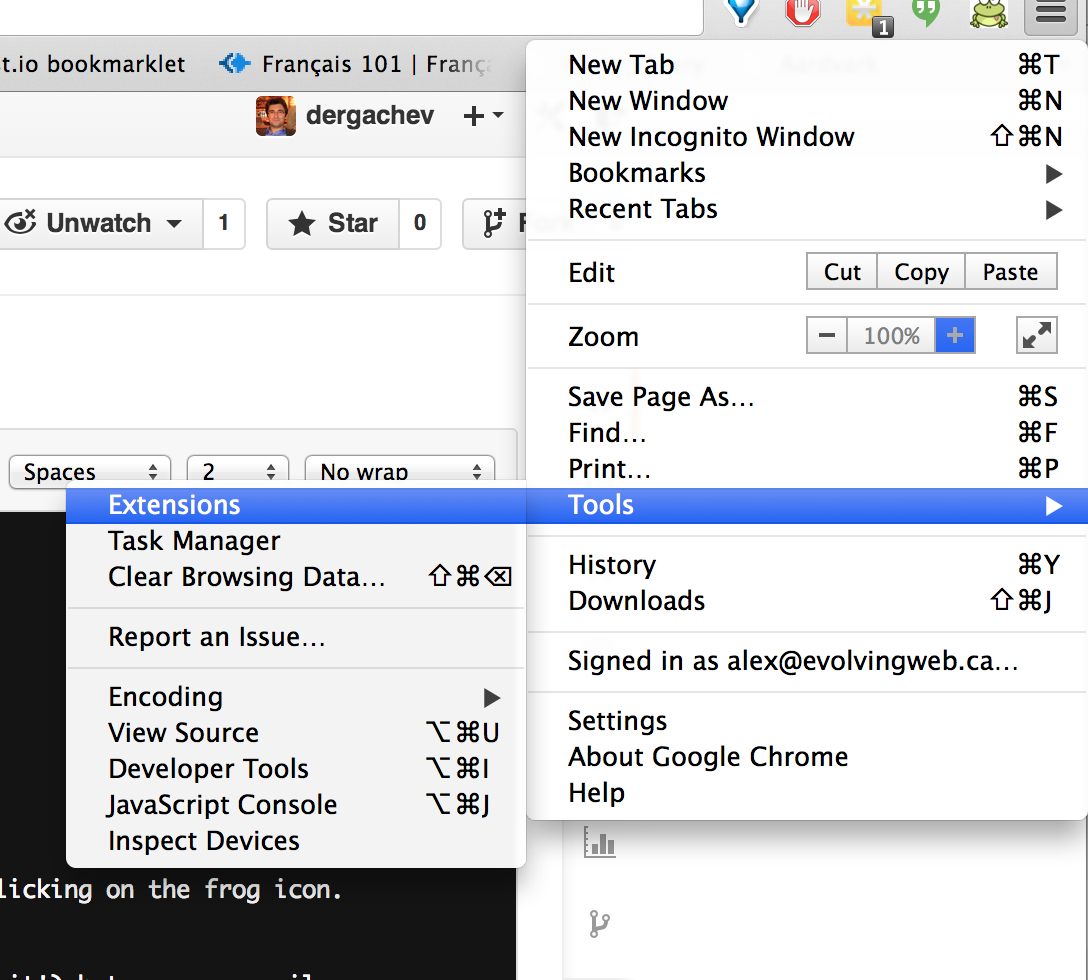 1
t.io bookmarklet Français 101 | França
dergachev
Unwatch 1 Star 0 F
Spaces 2 No wrap
New Tab ⌘T
New Window ⌘N
New Incognito Window ⇧⌘N
Bookmarks ▶
Recent Tabs ▶
Edit Cut Copy Paste
Zoom − 100% +
Save Page As… ⌘S
Find… ⌘F
Print… ⌘P
Tools ▶
History ⌘Y
Downloads ⇧⌘J
Signed in as alex@evolvingweb.ca…
Settings
About Google Chrome
Help
Extensions
Task Manager
Clear Browsing Data… ⇧⌘⌫
Report an Issue…
Encoding ▶
View Source ⌥⌘U
Developer Tools ⌥⌘I
JavaScript Console ⌥⌘J
Inspect Devices
licking on the frog icon.